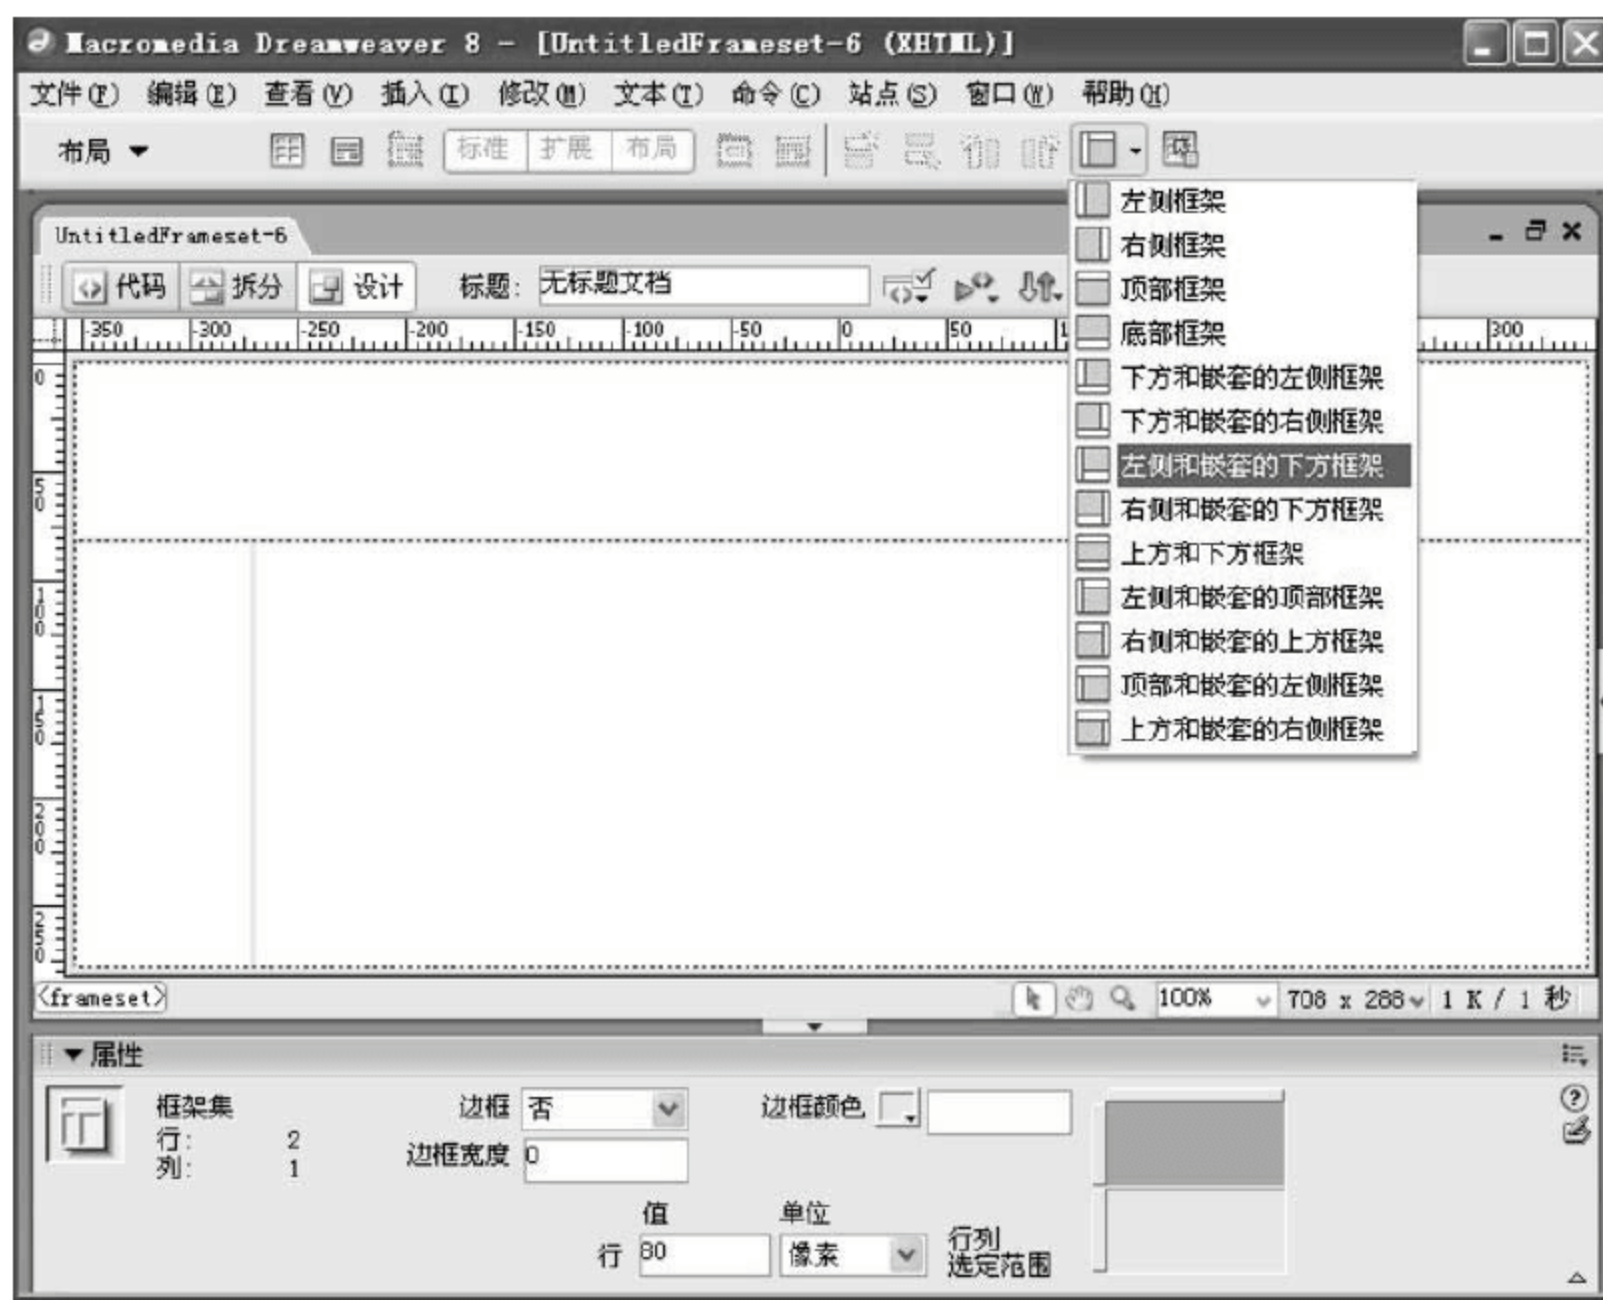 Macromedia Dreamweaver 8 - [UntitledFrameset-6 (XHTML)]
文件(F) 编辑(E) 查看(V) 插入(I) 修改(M) 文本(T) 命令(C) 站点(S) 窗口(W) 帮助(H)
布局 标准 扩展 布局
左侧框架
右侧框架
顶部框架
底部框架
下方和嵌套的左侧框架
下方和嵌套的右侧框架
左侧和嵌套的下方框架
右侧和嵌套的下方框架
上方和下方框架
左侧和嵌套的顶部框架
右侧和嵌套的上方框架
顶部和嵌套的左侧框架
上方和嵌套的右侧框架
UntitledFrameset-6
代码 拆分 设计 标题: 无标题文档
-350 -300 -250 -200 -150 -100 -50 0 50 300
0
50
100
150
200
250
<frameset> 100% 708 x 288 1 K / 1 秒
属性
框架集 边框 否 边框颜色
行: 2 边框宽度 0
列: 1
值 单位
行 80 像素 行列
选定范围